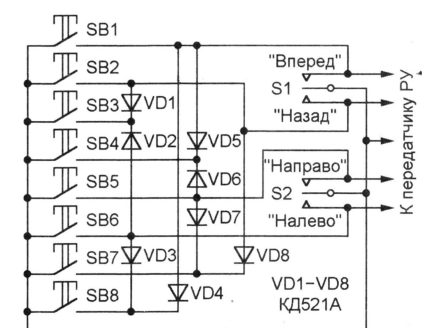 SB1
SB2
SB3
SB4
SB5
SB6
SB7
SB8
VD1
VD2
VD3
VD4
VD5
VD6
VD7
VD8
"Вперед"
S1
"Назад"
"Направо"
S2
"Налево"
VD1–VD8
КД521А
К передатчику РУ